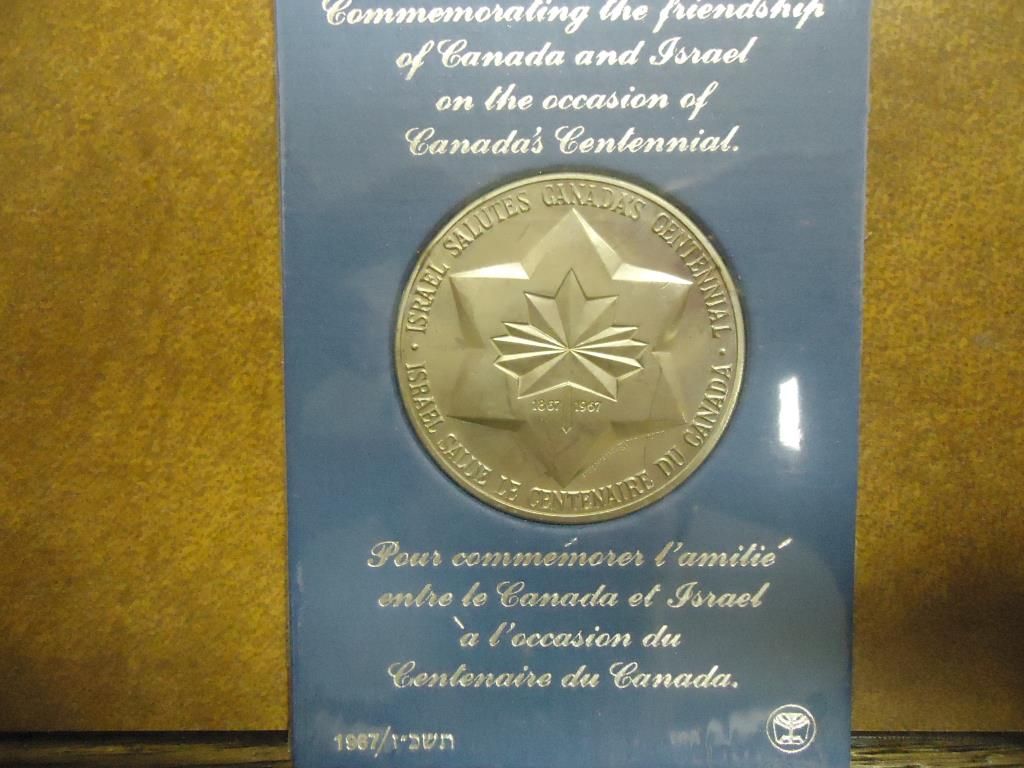 Commemorating the friendship
of Canada and Israel
on the occasion of
Canada's Centennial.
· ISRAEL SALUTES CANADA'S CENTENNIAL ·
1867 1967
ISRAEL SALUE LE CENTENAIRE DU CANADA
Pour commémorer l'amitié
entre le Canada et Israel
à l'occasion du
Centenaire du Canada.
1967/תשכ"ז